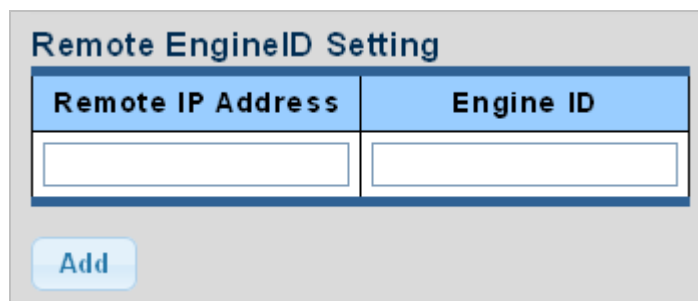 Remote EngineID Setting
Remote IP Address Engine ID
Add